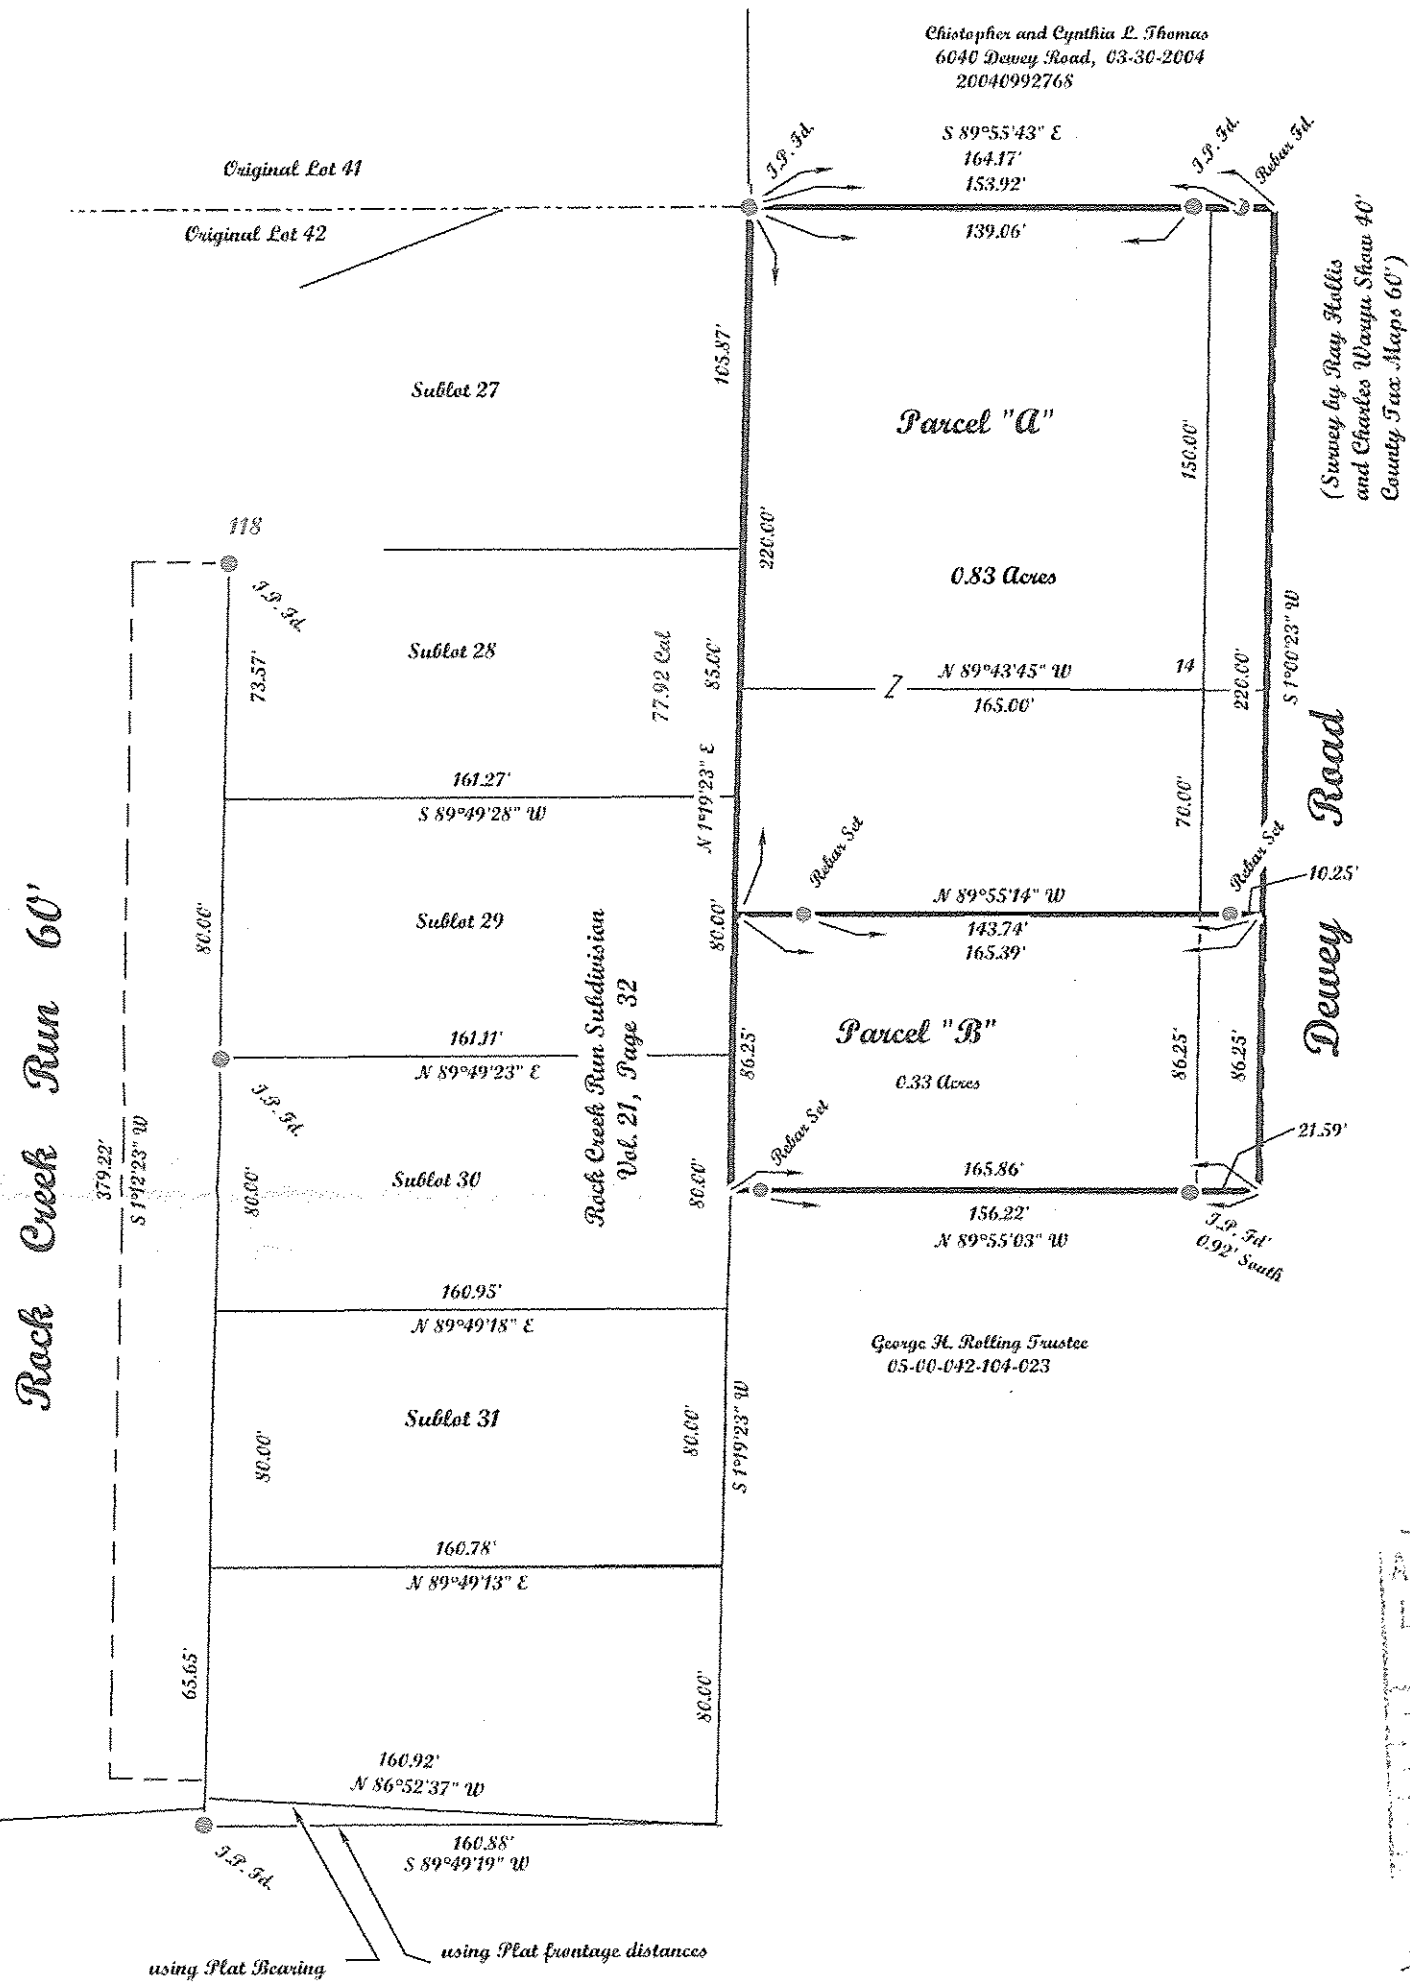 Chistopher and Cynthia L. Thomas
6040 Dewey Road, 03-30-2004
20040992768
S 89°55'43" E
164.17'
153.92'
139.06'
I.P. Fd.
I.P. Fd.
Rebar Fd.
Original Lot 41
Original Lot 42
(Survey by Ray Hollis
and Charles Waryu Show 40'
County Tax Maps 60')
105.87'
Sublot 27
Parcel "A"
150.00'
118
I.P. Fd.
220.00'
0.83 Acres
73.57'
Sublot 28
77.92 Cal
85.00'
N 89°43'45" W
14
Z
165.00'
220.00'
S 1°00'23" W
161.27'
S 89°49'28" W
N 1°19'23" E
70.00'
Dewey Road
Rebar Set
Rebar Set
10.25'
Rock Creek Run 60'
80.00'
Sublot 29
80.00'
N 89°55'14" W
143.74'
165.39'
Rock Creek Run Subdivision
Vol. 21, Page 32
161.11'
N 89°49'23" E
I.P. Fd.
86.25'
Parcel "B"
0.33 Acres
86.25'
86.25'
21.59'
Rebar Set
379.22'
S 1°12'23" W
80.00'
Sublot 30
80.00'
165.86'
156.22'
N 89°55'03" W
I.P. Fd'
0.92' South
160.95'
N 89°49'18" E
George H. Rolling Trustee
05-00-042-104-023
80.00'
Sublot 31
80.00'
S 1°19'23" W
160.78'
N 89°49'13" E
65.65'
80.00'
160.92'
N 86°52'37" W
160.88'
S 89°49'19" W
I.P. Fd.
using Plat Bearing
using Plat frontage distances